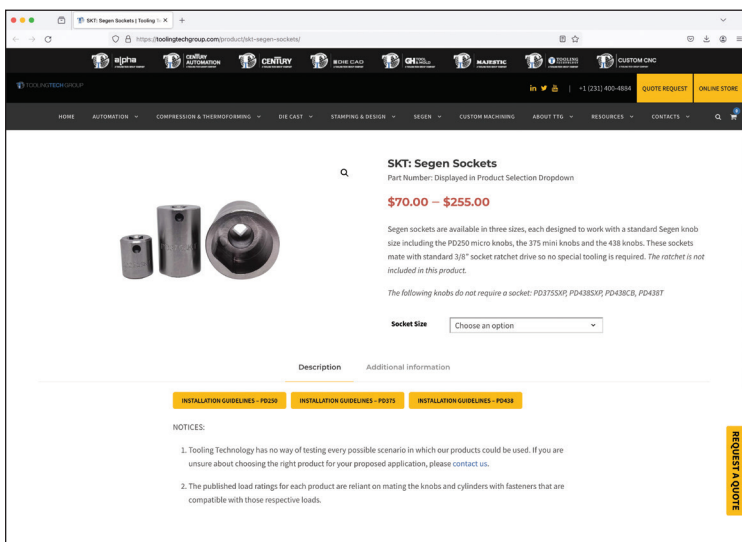 SKT: Segen Sockets | Tooling Te
https://toolingtechgroup.com/product/skt-segen-sockets/
alpha
CENTURY AUTOMATION
CENTURY
DIE CAD
GH TOOL & MOLD
MAJESTIC
TOOLING
CUSTOM CNC
TOOLINGTECHGROUP
+1 (231) 400-4884
QUOTE REQUEST
ONLINE STORE
HOME AUTOMATION COMPRESSION & THERMOFORMING DIE CAST STAMPING & DESIGN SEGEN CUSTOM MACHINING ABOUT TTG RESOURCES CONTACTS
0
SKT: Segen Sockets
Part Number: Displayed in Product Selection Dropdown
$70.00 – $255.00
Segen sockets are available in three sizes, each designed to work with a standard Segen knob
size including the PD250 micro knobs, the 375 mini knobs and the 438 knobs. These sockets
mate with standard 3/8" socket ratchet drive so no special tooling is required. The ratchet is not
included in this product.
The following knobs do not require a socket: PD375SXP, PD438SXP, PD438CB, PD438T
Socket Size Choose an option
Description Additional information
INSTALLATION GUIDELINES – PD250 INSTALLATION GUIDELINES – PD375 INSTALLATION GUIDELINES – PD438
NOTICES:
1. Tooling Technology has no way of testing every possible scenario in which our products could be used. If you are
unsure about choosing the right product for your proposed application, please contact us.
2. The published load ratings for each product are reliant on mating the knobs and cylinders with fasteners that are
compatible with those respective loads.
REQUEST A QUOTE